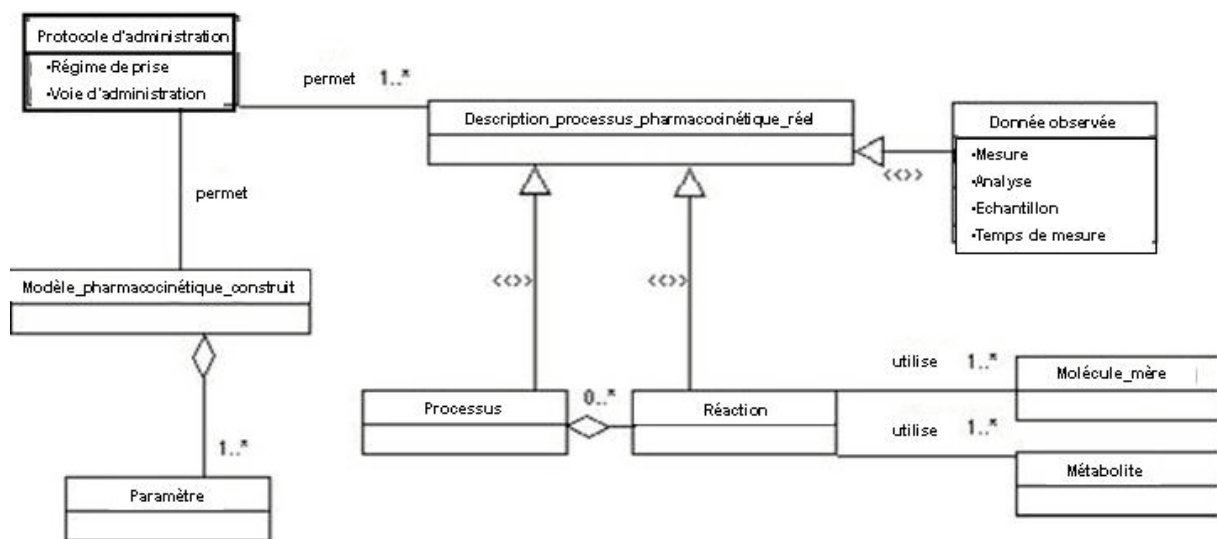 Protocole d'administration
•Régime de prise
•Voie d'administration
permet 1..*
Description_processus_pharmacocinétique_réel
Donnée observée
•Mesure
•Analyse
•Echantillon
•Temps de mesure
<<>>
permet
Modèle_pharmacocinétique_construit
<<>>
<<>>
utilise 1..*
Molécule_mère
Processus
0..*
Réaction
utilise 1..*
Métabolite
1..*
Paramètre